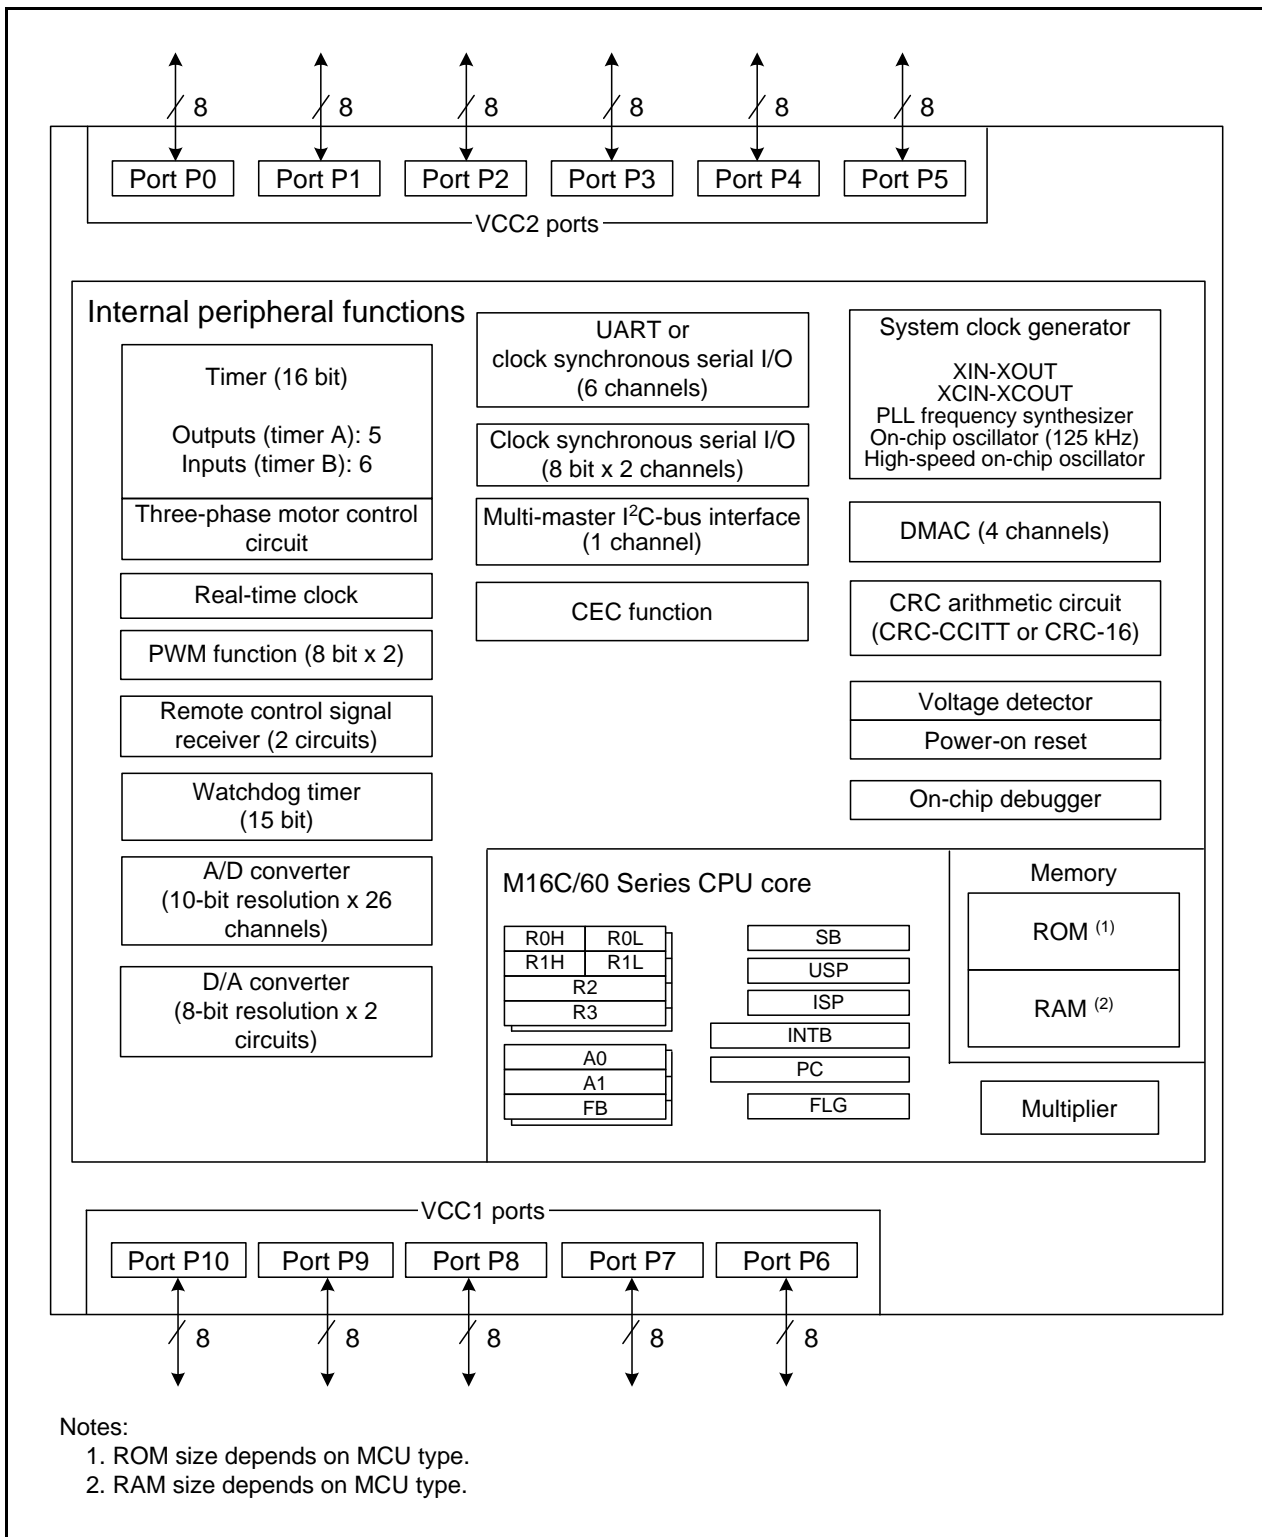 8 8 8 8 8 8
Port P0 Port P1 Port P2 Port P3 Port P4 Port P5
VCC2 ports
Internal peripheral functions
Timer (16 bit)
Outputs (timer A): 5
Inputs (timer B): 6
Three-phase motor control
circuit
Real-time clock
PWM function (8 bit x 2)
Remote control signal
receiver (2 circuits)
Watchdog timer
(15 bit)
A/D converter
(10-bit resolution x 26
channels)
D/A converter
(8-bit resolution x 2
circuits)
UART or
clock synchronous serial I/O
(6 channels)
Clock synchronous serial I/O
(8 bit x 2 channels)
Multi-master I²C-bus interface
(1 channel)
CEC function
System clock generator
XIN-XOUT
XCIN-XCOUT
PLL frequency synthesizer
On-chip oscillator (125 kHz)
High-speed on-chip oscillator
DMAC (4 channels)
CRC arithmetic circuit
(CRC-CCITT or CRC-16)
Voltage detector
Power-on reset
On-chip debugger
M16C/60 Series CPU core
R0H R0L
R1H R1L
R2
R3
A0
A1
FB
SB
USP
ISP
INTB
PC
FLG
Memory
ROM (1)
RAM (2)
Multiplier
VCC1 ports
Port P10 Port P9 Port P8 Port P7 Port P6
8 8 8 8 8
Notes:
1. ROM size depends on MCU type.
2. RAM size depends on MCU type.